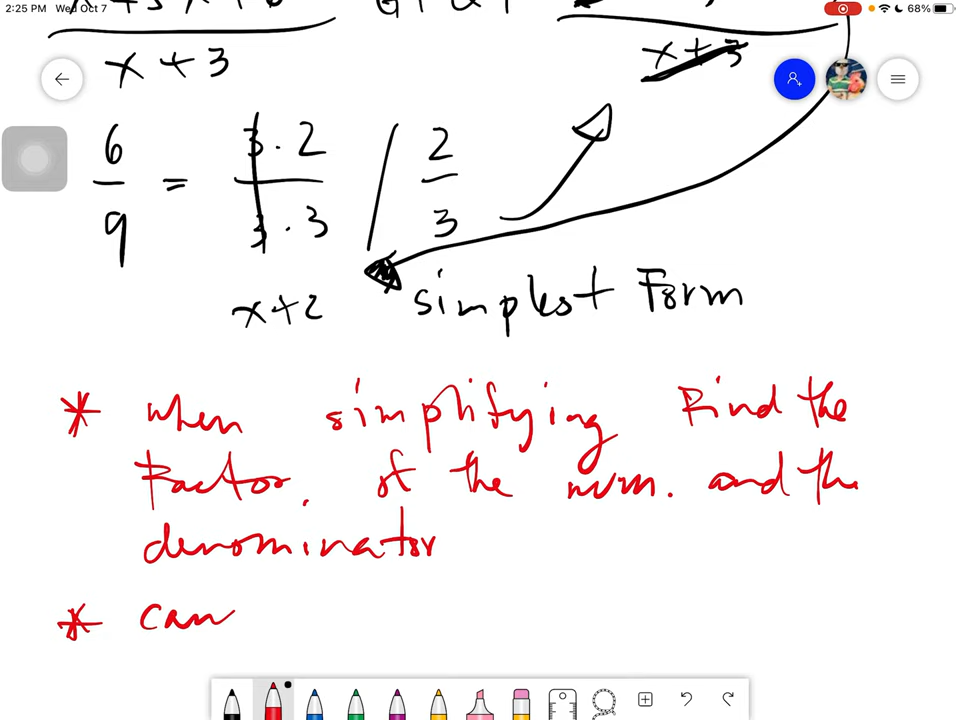 2:25 PM Wed Oct 7 68%
x + 3 x + 3
6 3 . 2 / 2
— = — —
9 3 . 3 3
x+2 simplest Form
* when simplifying Find the
Factor. of the num. and the
denominator
* can